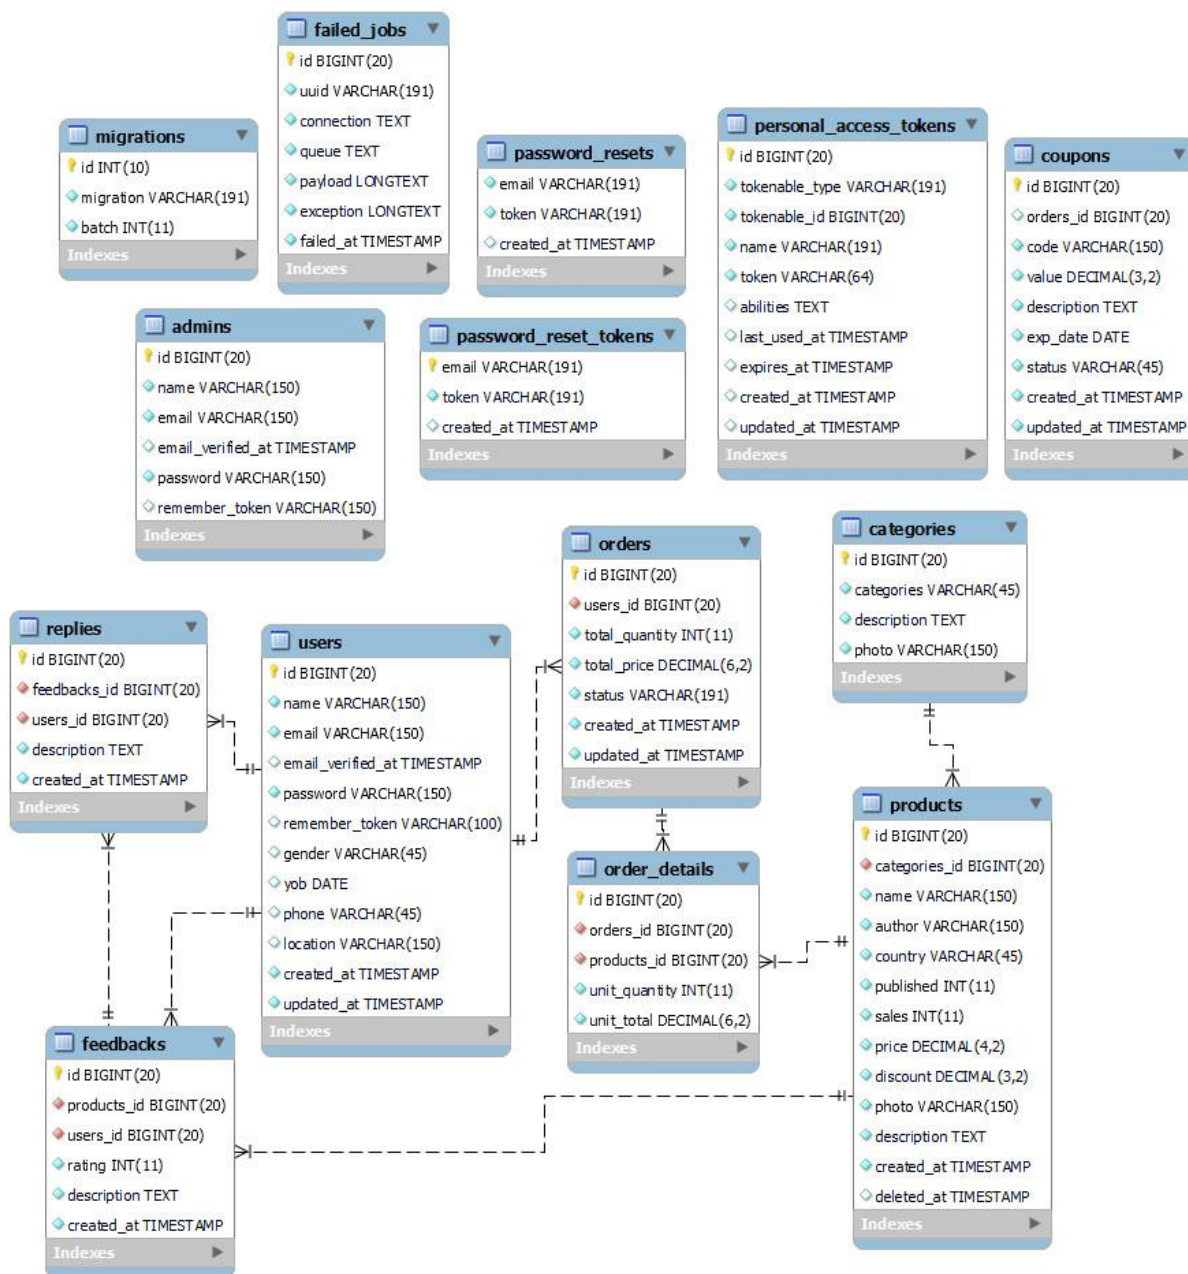 failed_jobs
id BIGINT(20)
uuid VARCHAR(191)
connection TEXT
queue TEXT
payload LONGTEXT
exception LONGTEXT
failed_at TIMESTAMP
Indexes
migrations
id INT(10)
migration VARCHAR(191)
batch INT(11)
Indexes
password_resets
email VARCHAR(191)
token VARCHAR(191)
created_at TIMESTAMP
Indexes
personal_access_tokens
id BIGINT(20)
tokenable_type VARCHAR(191)
tokenable_id BIGINT(20)
name VARCHAR(191)
token VARCHAR(64)
abilities TEXT
last_used_at TIMESTAMP
expires_at TIMESTAMP
created_at TIMESTAMP
updated_at TIMESTAMP
Indexes
coupons
id BIGINT(20)
orders_id BIGINT(20)
code VARCHAR(150)
value DECIMAL(3,2)
description TEXT
exp_date DATE
status VARCHAR(45)
created_at TIMESTAMP
updated_at TIMESTAMP
Indexes
admins
id BIGINT(20)
name VARCHAR(150)
email VARCHAR(150)
email_verified_at TIMESTAMP
password VARCHAR(150)
remember_token VARCHAR(150)
Indexes
password_reset_tokens
email VARCHAR(191)
token VARCHAR(191)
created_at TIMESTAMP
Indexes
orders
id BIGINT(20)
users_id BIGINT(20)
total_quantity INT(11)
total_price DECIMAL(6,2)
status VARCHAR(191)
created_at TIMESTAMP
updated_at TIMESTAMP
Indexes
categories
id BIGINT(20)
categories VARCHAR(45)
description TEXT
photo VARCHAR(150)
Indexes
replies
id BIGINT(20)
feedbacks_id BIGINT(20)
users_id BIGINT(20)
description TEXT
created_at TIMESTAMP
Indexes
users
id BIGINT(20)
name VARCHAR(150)
email VARCHAR(150)
email_verified_at TIMESTAMP
password VARCHAR(150)
remember_token VARCHAR(100)
gender VARCHAR(45)
yob DATE
phone VARCHAR(45)
location VARCHAR(150)
created_at TIMESTAMP
updated_at TIMESTAMP
Indexes
order_details
id BIGINT(20)
orders_id BIGINT(20)
products_id BIGINT(20)
unit_quantity INT(11)
unit_total DECIMAL(6,2)
Indexes
products
id BIGINT(20)
categories_id BIGINT(20)
name VARCHAR(150)
author VARCHAR(150)
country VARCHAR(45)
published INT(11)
sales INT(11)
price DECIMAL(4,2)
discount DECIMAL(3,2)
photo VARCHAR(150)
description TEXT
created_at TIMESTAMP
deleted_at TIMESTAMP
Indexes
feedbacks
id BIGINT(20)
products_id BIGINT(20)
users_id BIGINT(20)
rating INT(11)
description TEXT
created_at TIMESTAMP
Indexes